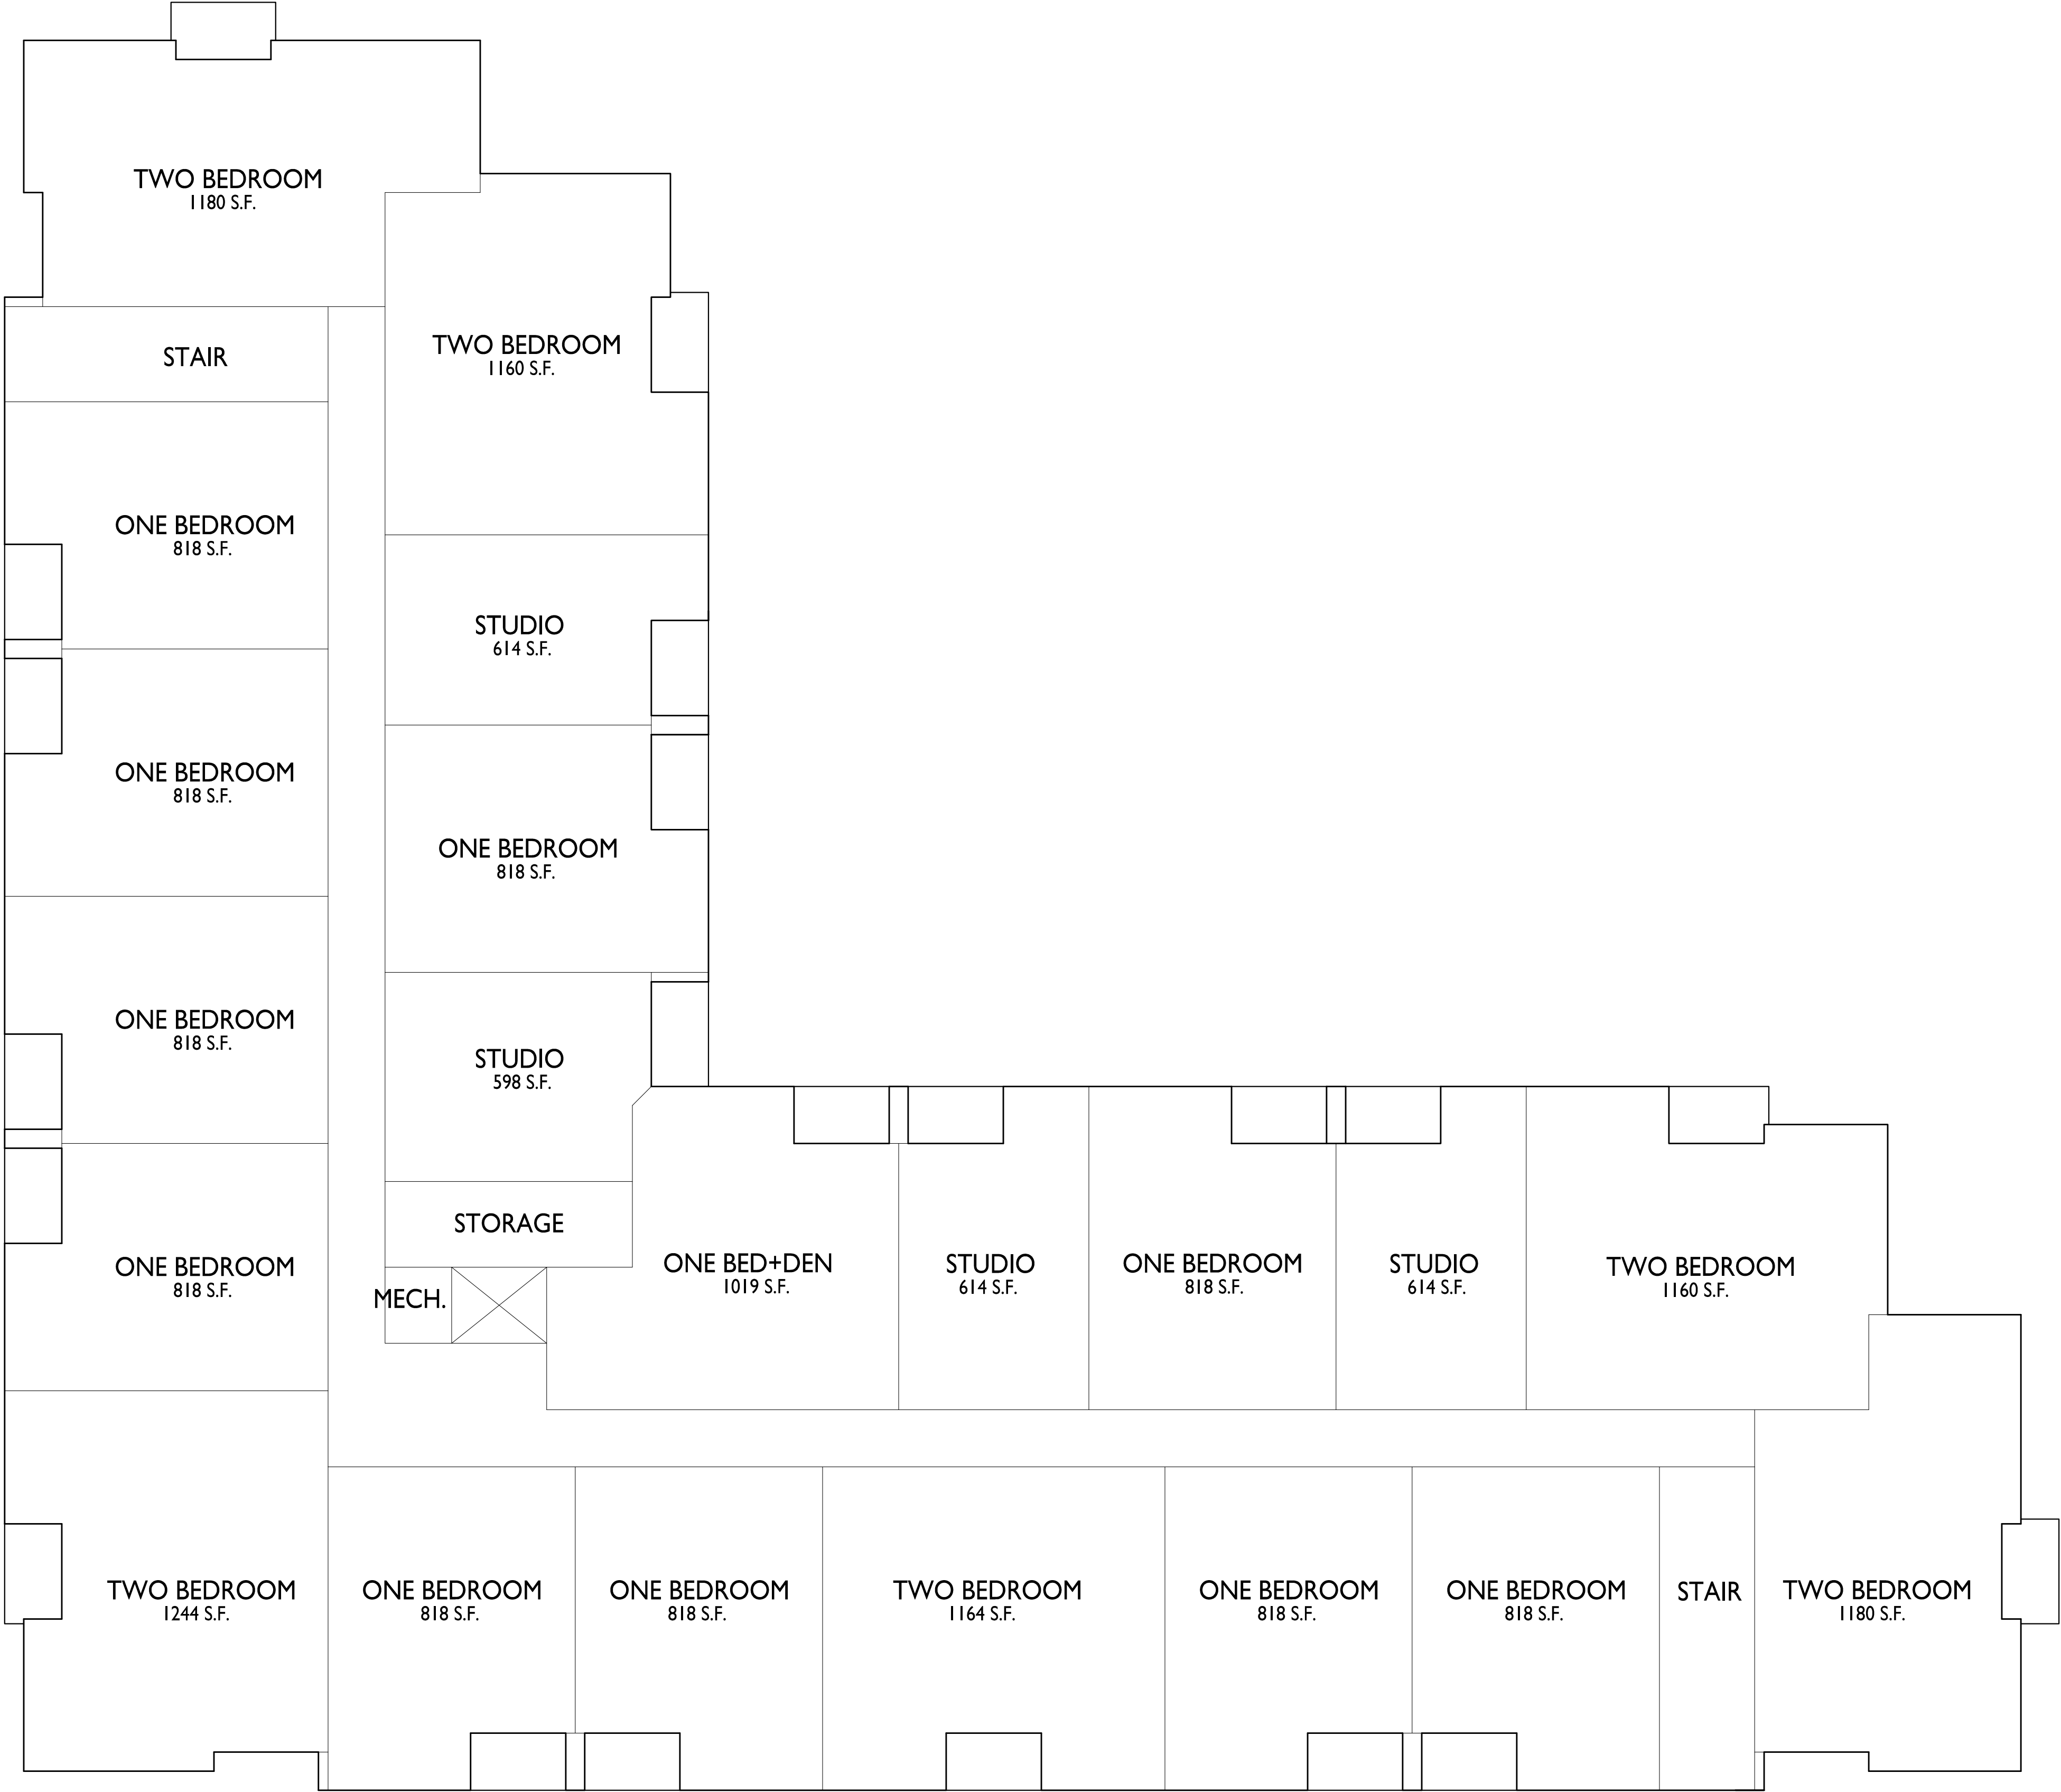 TWO BEDROOM
1180 S.F.
TWO BEDROOM
1160 S.F.
STAIR
ONE BEDROOM
818 S.F.
STUDIO
614 S.F.
ONE BEDROOM
818 S.F.
ONE BEDROOM
818 S.F.
ONE BEDROOM
818 S.F.
STUDIO
598 S.F.
STORAGE
ONE BEDROOM
818 S.F.
MECH.
ONE BED+DEN
1019 S.F.
STUDIO
614 S.F.
ONE BEDROOM
818 S.F.
STUDIO
614 S.F.
TWO BEDROOM
1160 S.F.
TWO BEDROOM
1244 S.F.
ONE BEDROOM
818 S.F.
ONE BEDROOM
818 S.F.
TWO BEDROOM
1164 S.F.
ONE BEDROOM
818 S.F.
ONE BEDROOM
818 S.F.
STAIR
TWO BEDROOM
1180 S.F.